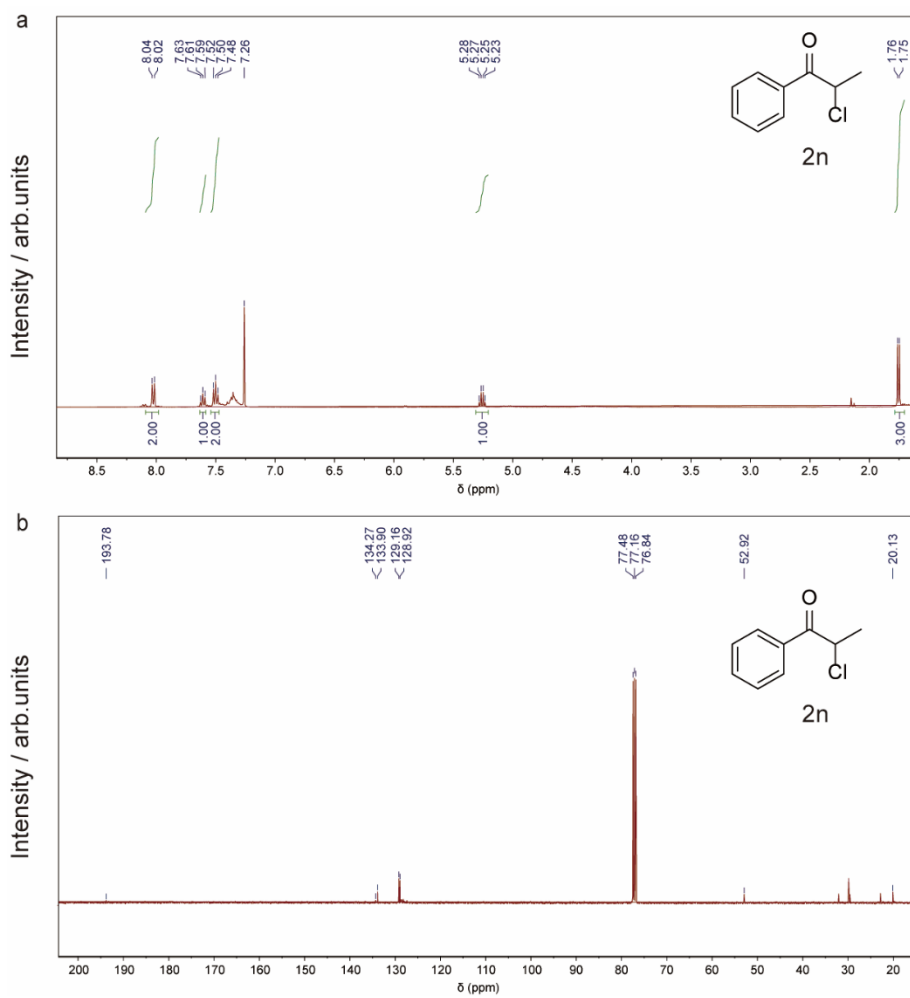 a
8.04
8.02
7.63
7.61
7.59
7.52
7.50
7.48
7.26
5.28
5.27
5.25
5.23
1.76
1.75
O
Cl
2n
Intensity / arb.units
2.00
1.00
2.00
1.00
3.00
8.5 8.0 7.5 7.0 6.5 6.0 5.5 5.0 4.5 4.0 3.5 3.0 2.5 2.0
δ (ppm)
b
193.78
134.27
133.90
129.16
128.92
77.48
77.16
76.84
52.92
20.13
O
Cl
2n
Intensity / arb.units
200 190 180 170 160 150 140 130 120 110 100 90 80 70 60 50 40 30 20
δ (ppm)